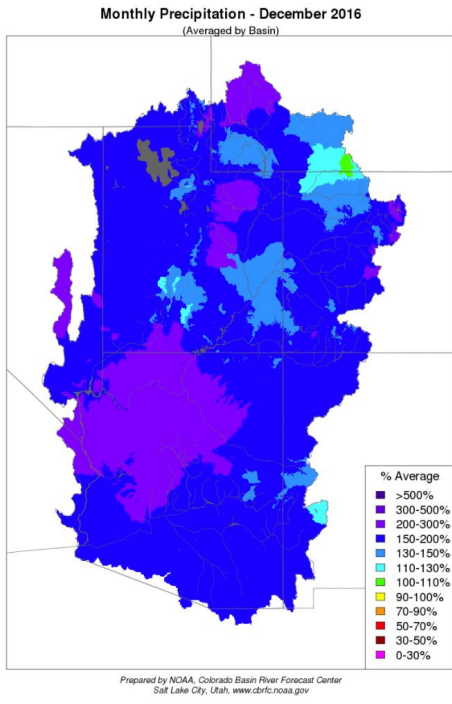 Monthly Precipitation - December 2016
(Averaged by Basin)
% Average
>500%
300-500%
200-300%
150-200%
130-150%
110-130%
100-110%
90-100%
70-90%
50-70%
30-50%
0-30%
Prepared by NOAA, Colorado Basin River Forecast Center
Salt Lake City, Utah, www.cbrfc.noaa.gov